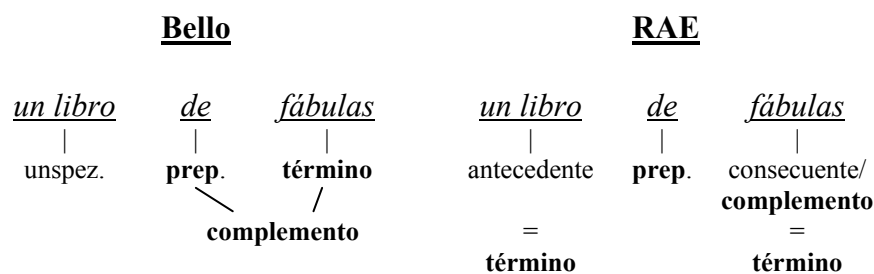 Bello RAE
un libro de fábulas un libro de fábulas
| | | | | |
unspez. prep. término antecedente prep. consecuente/
complemento
complemento = =
término término